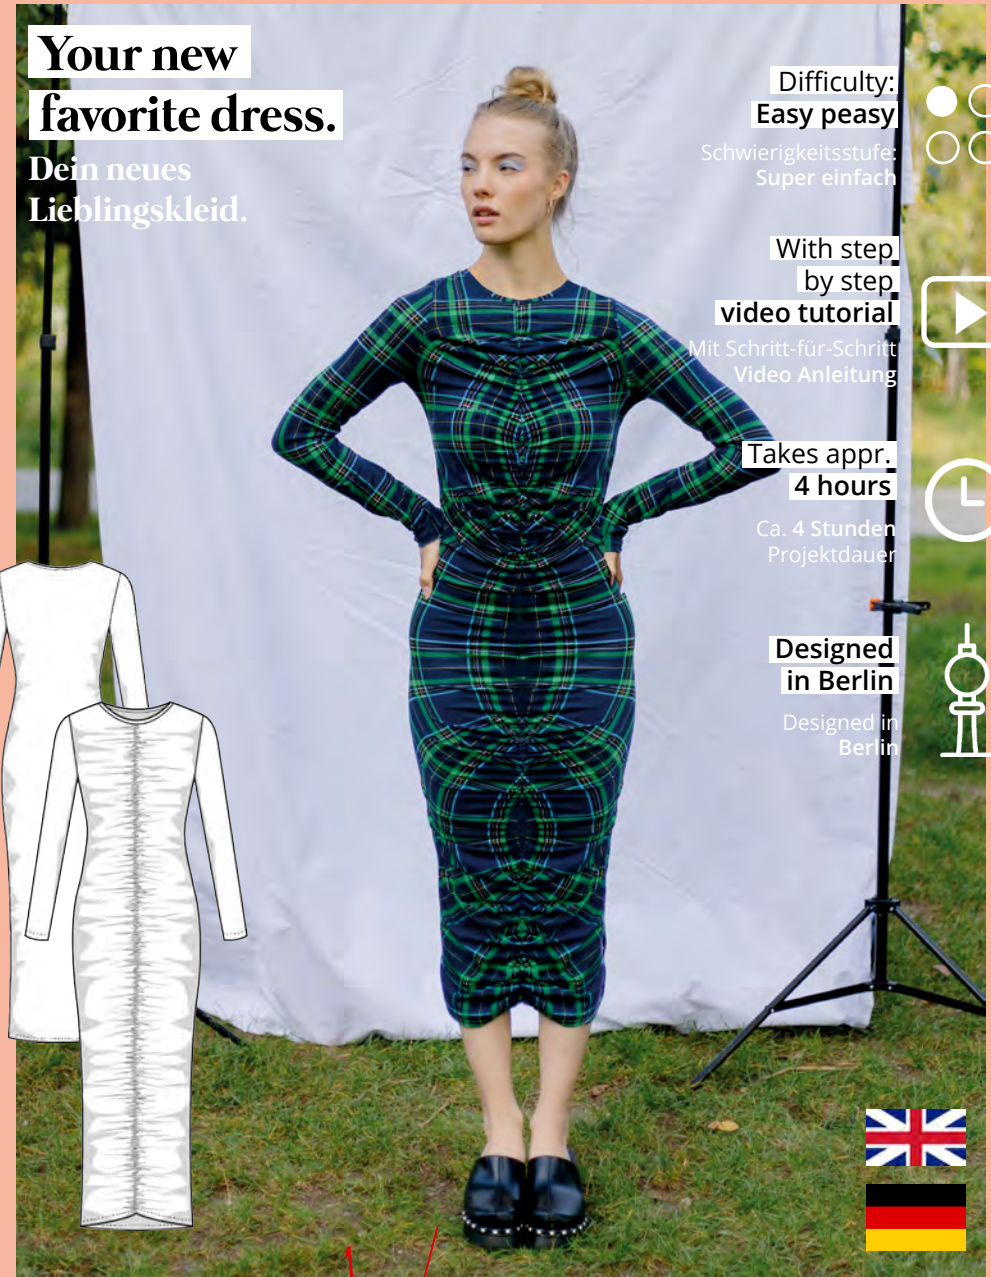 Your new
favorite dress.
Dein neues
Lieblingskleid.
Difficulty:
Easy peasy
Schwierigkeitsstufe:
Super einfach
With step
by step
video tutorial
Mit Schritt-für-Schritt
Video Anleitung
Takes appr.
4 hours
Ca. 4 Stunden
Projektdauer
Designed
in Berlin
Designed in
Berlin